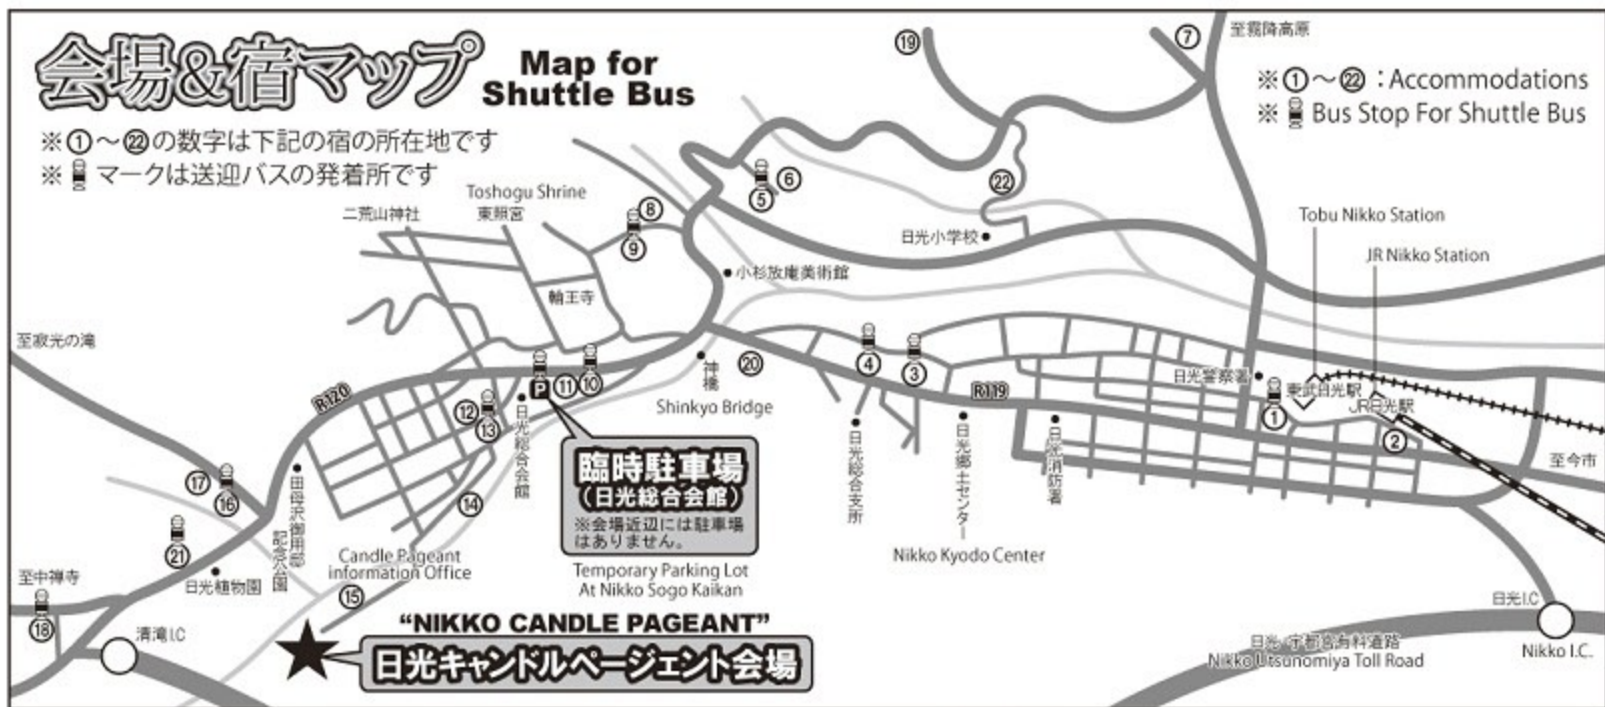 会場&宿マップ
Map for
Shuttle Bus
※①～㉒の数字は下記の宿の所在地です
※ マークは送迎バスの発着所です
※①～㉒：Accommodations
※ Bus Stop For Shuttle Bus
至霧降高原
⑲
⑦
⑥
⑤
㉒
⑧
⑨
Toshogu Shrine
東照宮
二荒山神社
輪王寺
日光小学校
小杉放庵美術館
Tobu Nikko Station
JR Nikko Station
至寂光の滝
R120
⑫
⑬
⑪
⑩
P
日光総合会館
神橋
Shinkyo Bridge
⑳
④
③
R119
日光警察署
東武日光駅
JR日光駅
①
②
至今市
日光総合支所
日光郷土センター
Nikko Kyodo Center
日光消防署
臨時駐車場
(日光総合会館)
※会場近辺には駐車場
はありません。
Temporary Parking Lot
At Nikko Sogo Kaikan
⑰
⑯
㉑
⑭
⑮
⑱
田母沢御用邸
記念公園
日光植物園
至中禅寺
清滝I.C
Candle Pageant
information Office
“NIKKO CANDLE PAGEANT”
日光キャンドルページェント会場
日光・宇都宮有料道路
Nikko Utsunomiya Toll Road
日光I.C
Nikko I.C.